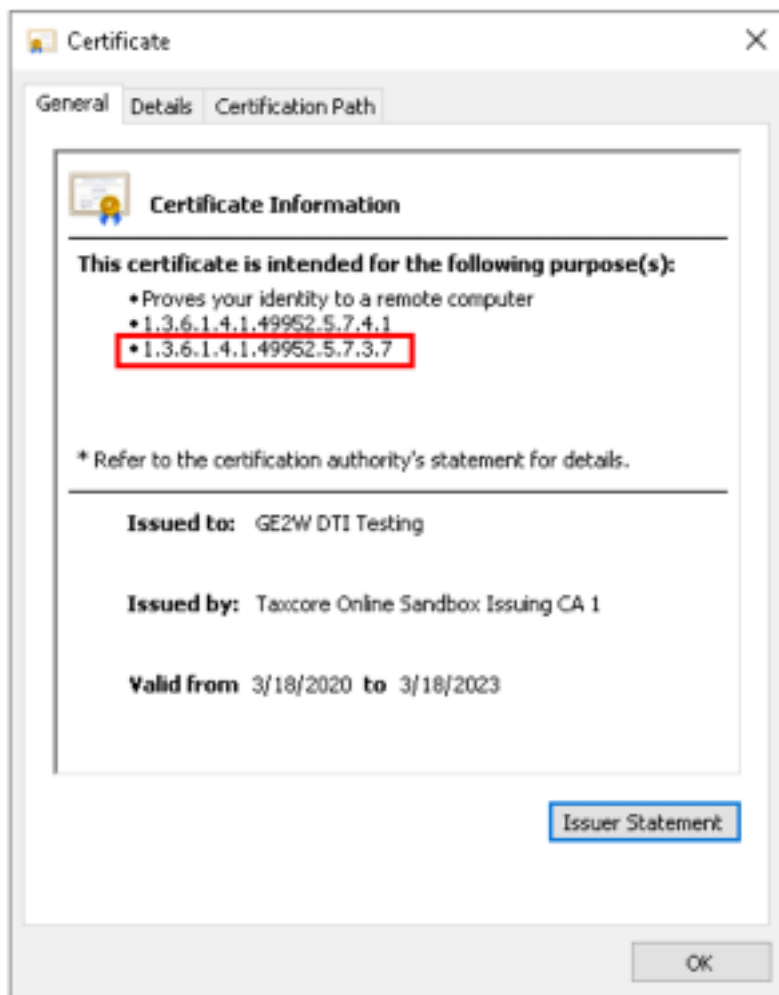 Certificate
General Details Certification Path
Certificate Information
This certificate is intended for the following purpose(s):
• Proves your identity to a remote computer
• 1.3.6.1.4.1.49952.5.7.4.1
• 1.3.6.1.4.1.49952.5.7.3.7
* Refer to the certification authority's statement for details.
Issued to: GE2W DTI Testing
Issued by: Taxcore Online Sandbox Issuing CA 1
Valid from 3/18/2020 to 3/18/2023
Issuer Statement
OK